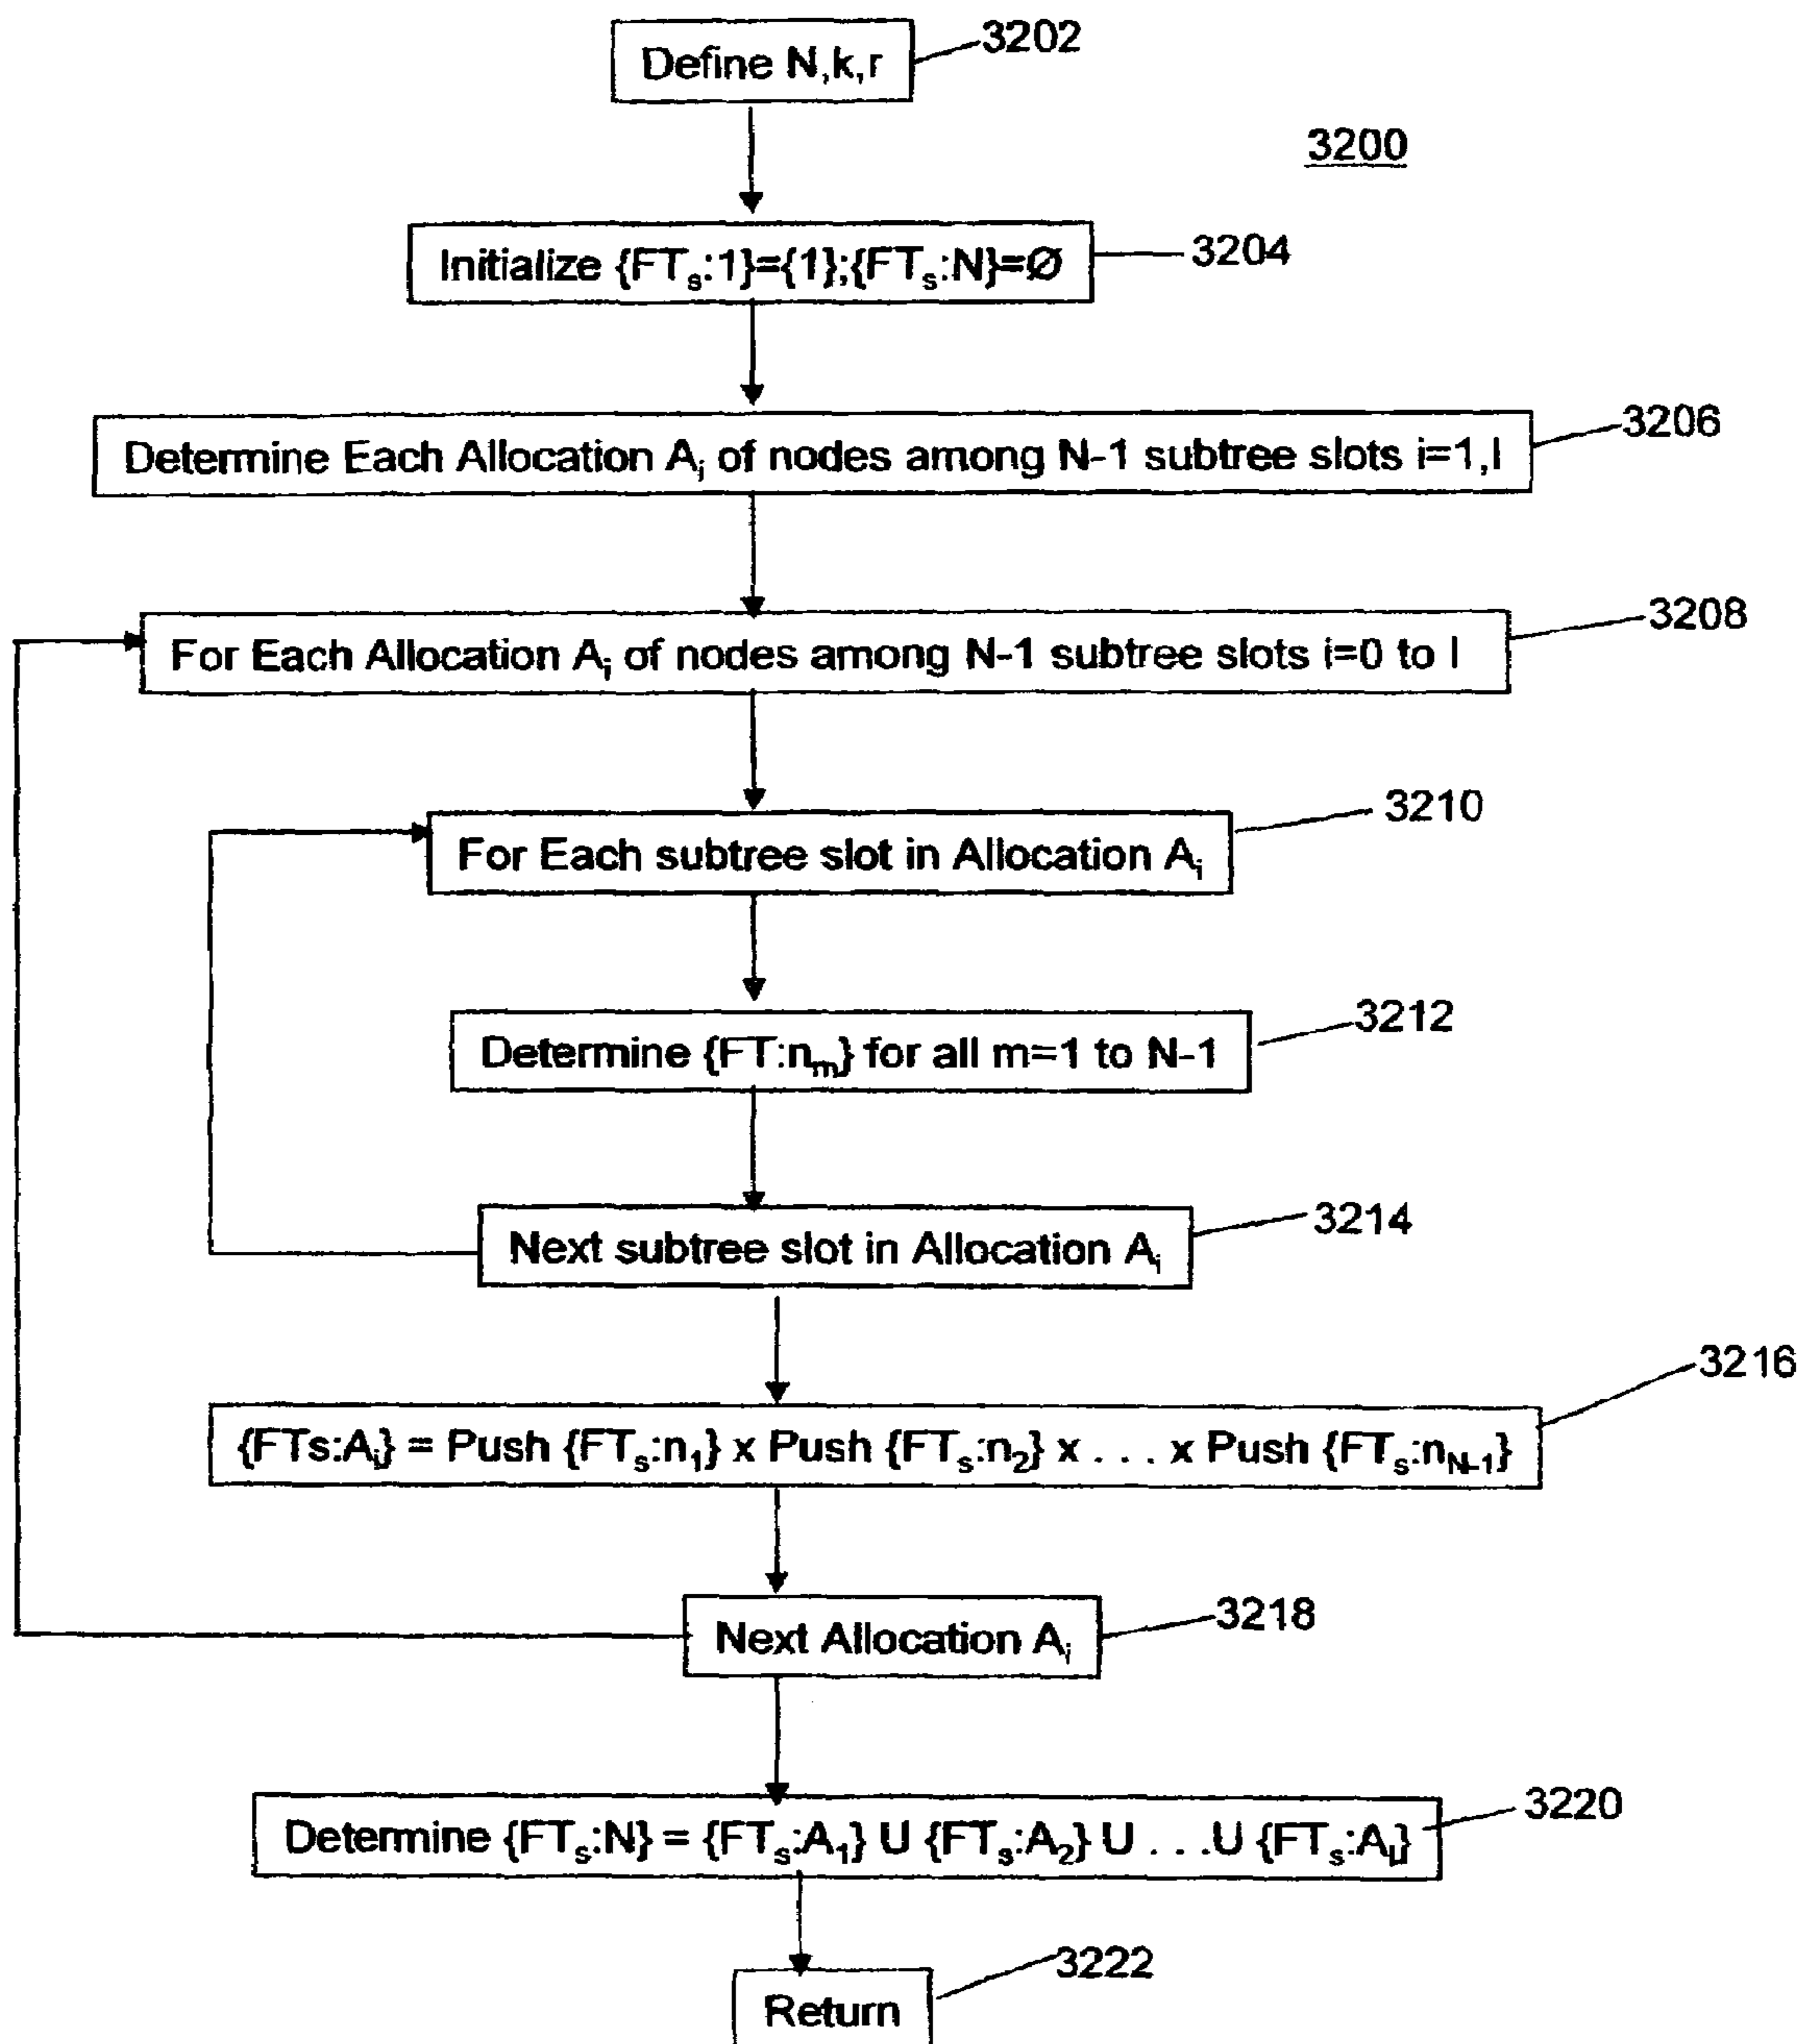 Define N,k,r
3202
3200
Initialize {FTₛ:1}={1};{FTₛ:N}=Ø
3204
Determine Each Allocation Aᵢ of nodes among N-1 subtree slots i=1,I
3206
For Each Allocation Aᵢ of nodes among N-1 subtree slots i=0 to I
3208
For Each subtree slot in Allocation Aᵢ
3210
Determine {FT:nₘ} for all m=1 to N-1
3212
Next subtree slot in Allocation Aᵢ
3214
{FTs:Aᵢ} = Push {FTₛ:n₁} x Push {FTₛ:n₂} x . . . x Push {FTₛ:n_N-1}
3216
Next Allocation Aᵢ
3218
Determine {FTₛ:N} = {FTₛ:A₁} U {FTₛ:A₂} U . . .U {FTₛ:A_I}
3220
Return
3222